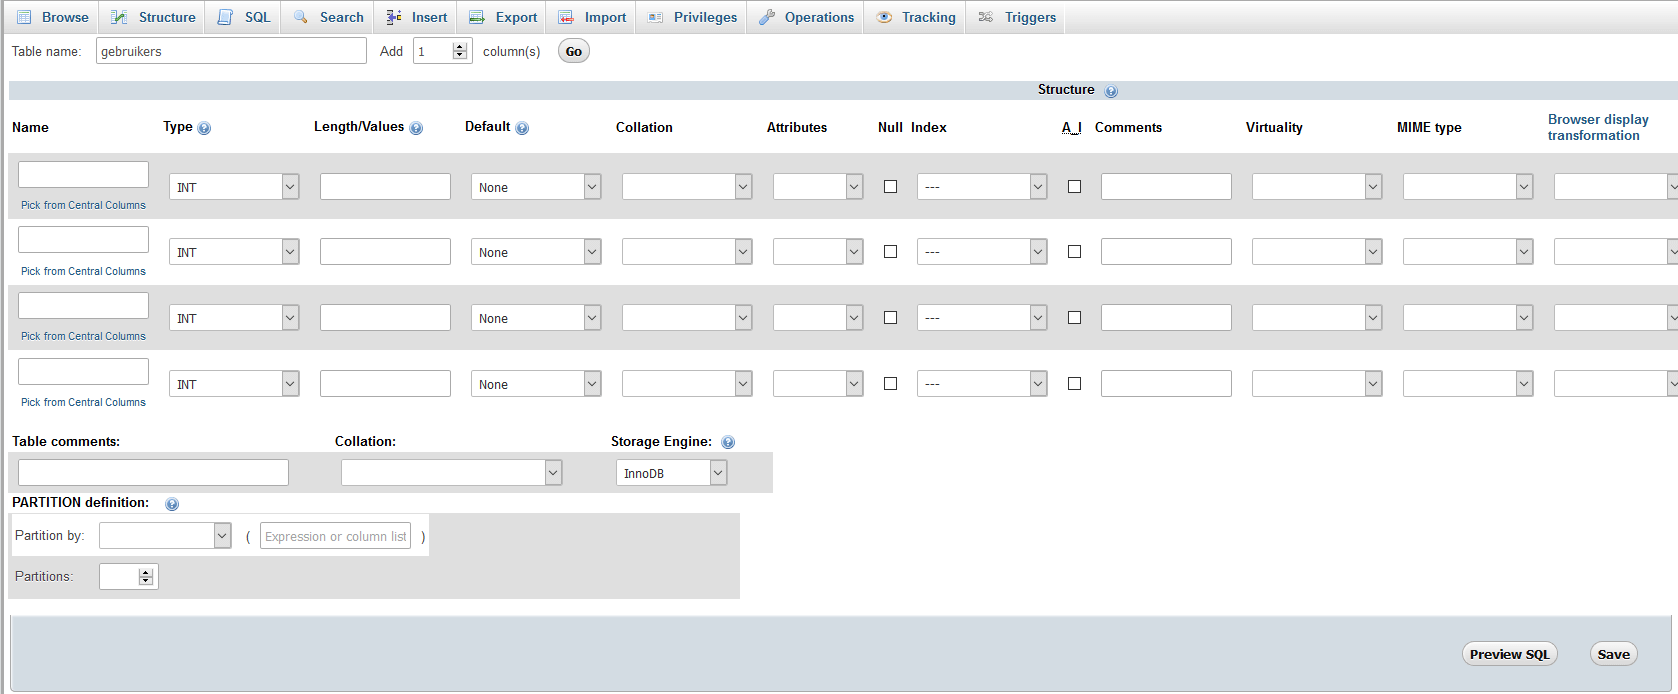 Browse Structure SQL Search Insert Export Import Privileges Operations Tracking Triggers
Table name: gebruikers Add 1 column(s) Go
Structure
Name Type Length/Values Default Collation Attributes Null Index A_I Comments Virtuality MIME type Browser display transformation
INT None ---
Pick from Central Columns
INT None ---
Pick from Central Columns
INT None ---
Pick from Central Columns
INT None ---
Pick from Central Columns
Table comments: Collation: Storage Engine:
InnoDB
PARTITION definition:
Partition by: ( Expression or column list )
Partitions:
Preview SQL Save